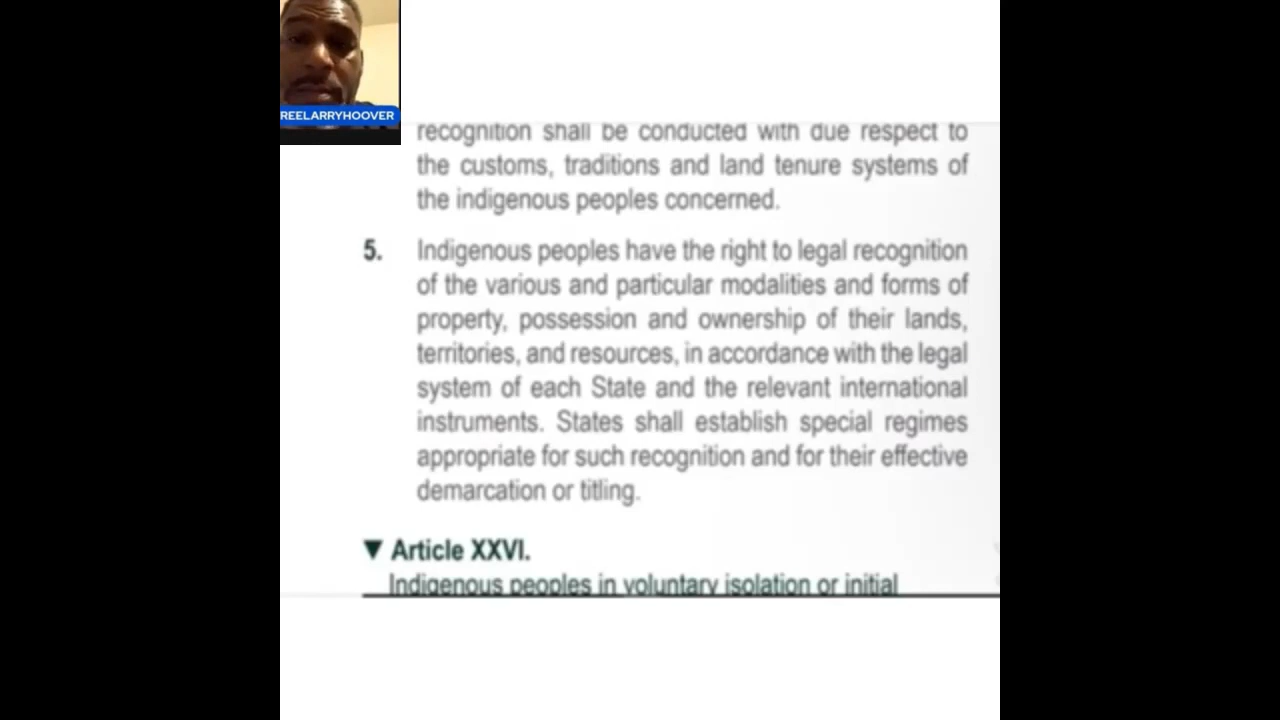 REELARRYHOOVER
recognition shall be conducted with due respect to
the customs, traditions and land tenure systems of
the indigenous peoples concerned.
5. Indigenous peoples have the right to legal recognition
of the various and particular modalities and forms of
property, possession and ownership of their lands,
territories, and resources, in accordance with the legal
system of each State and the relevant international
instruments. States shall establish special regimes
appropriate for such recognition and for their effective
demarcation or titling.
▼ Article XXVI.
Indigenous peoples in voluntary isolation or initial